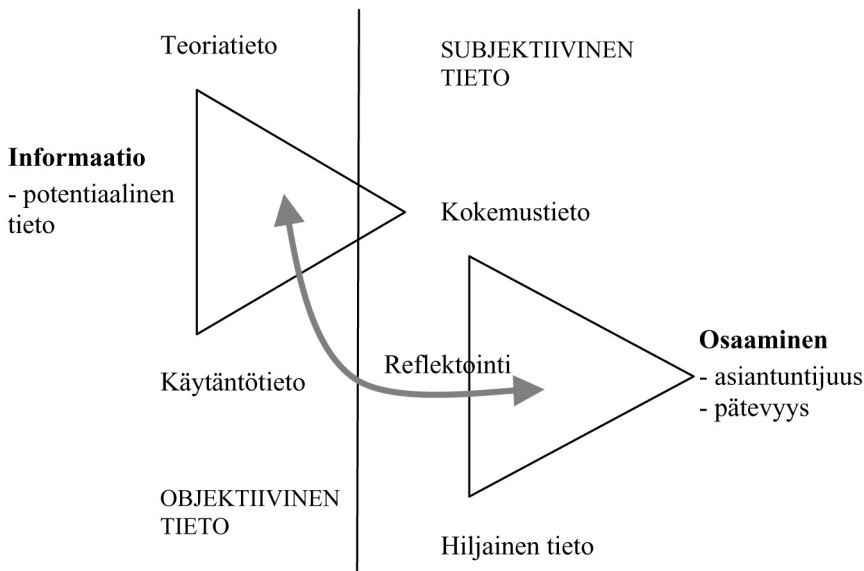 Teoriatieto
SUBJEKTIIVINEN
TIETO
Informaatio
- potentiaalinen
tieto
Kokemustieto
Reflektointi
Osaaminen
- asiantuntijuus
- pätevyys
Käytäntötieto
OBJEKTIIVINEN
TIETO
Hiljainen tieto